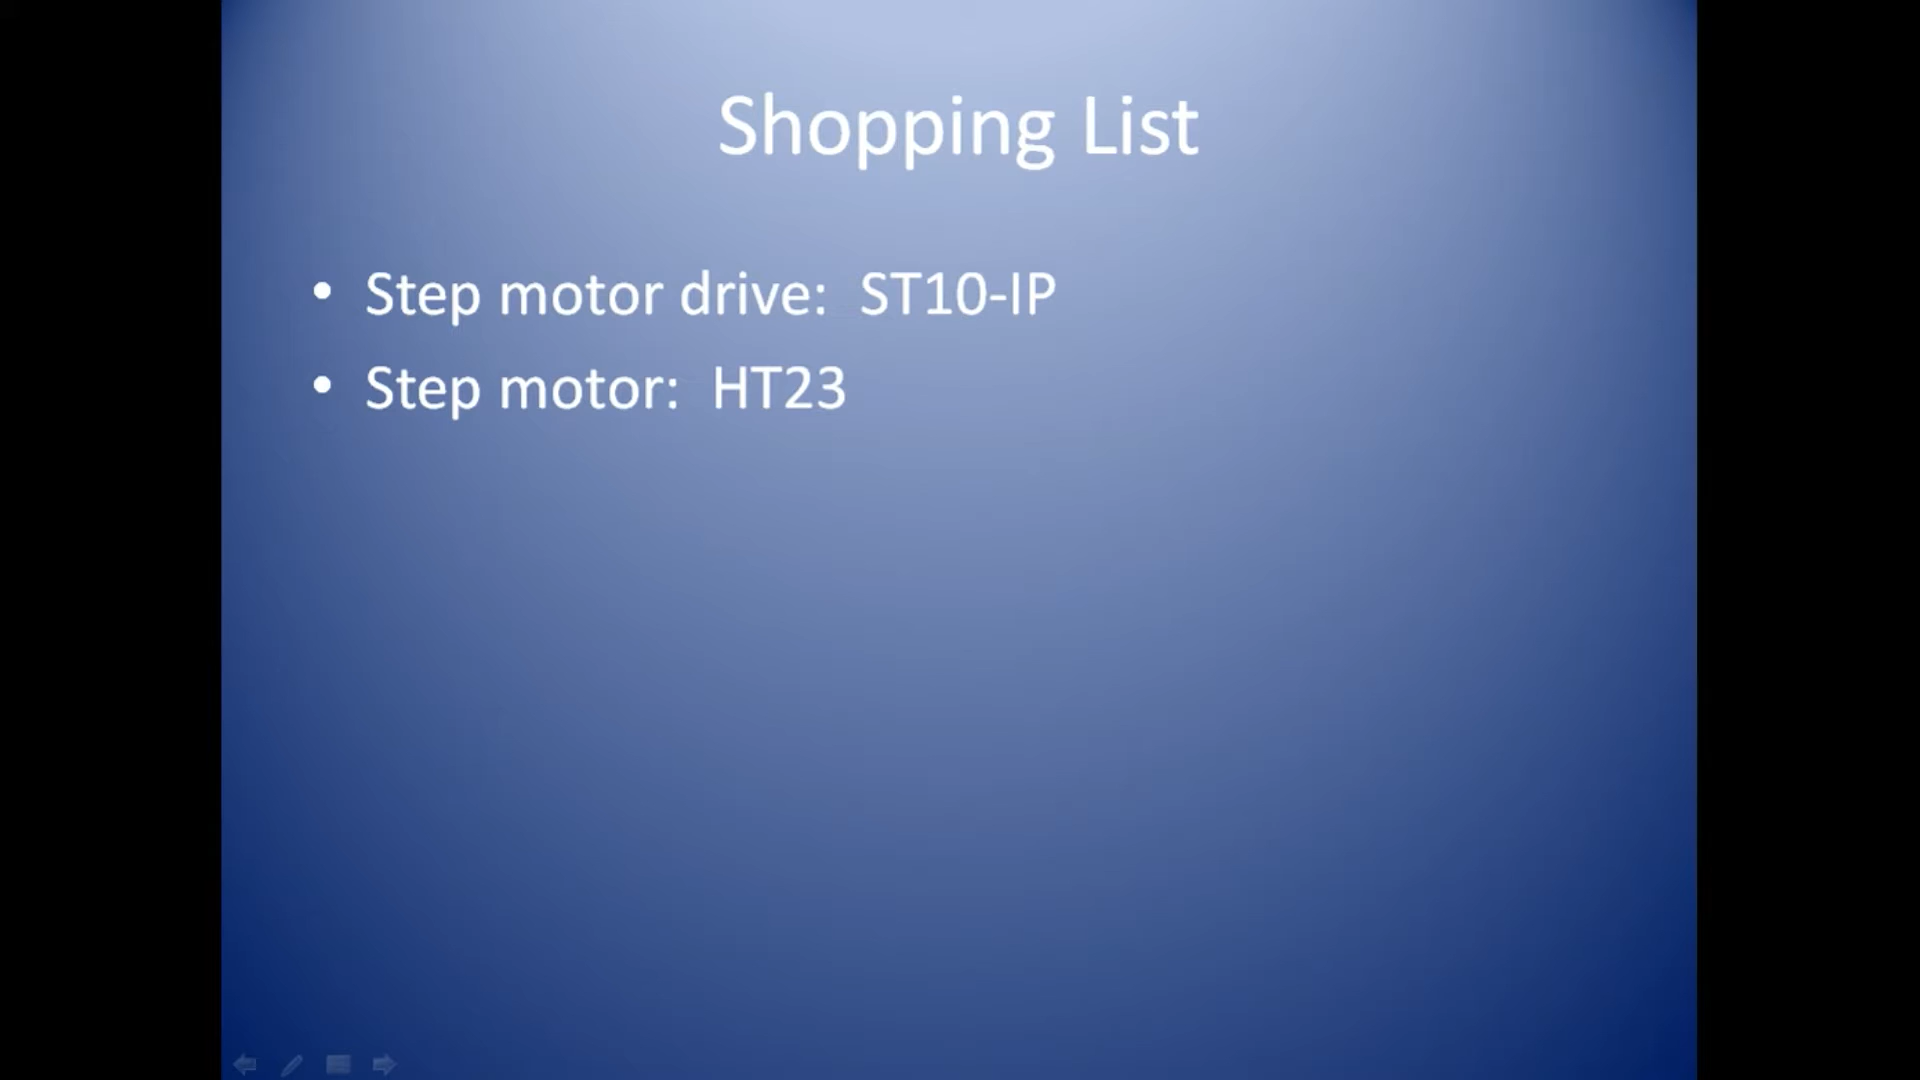 Shopping List
• Step motor drive: ST10-IP
• Step motor: HT23